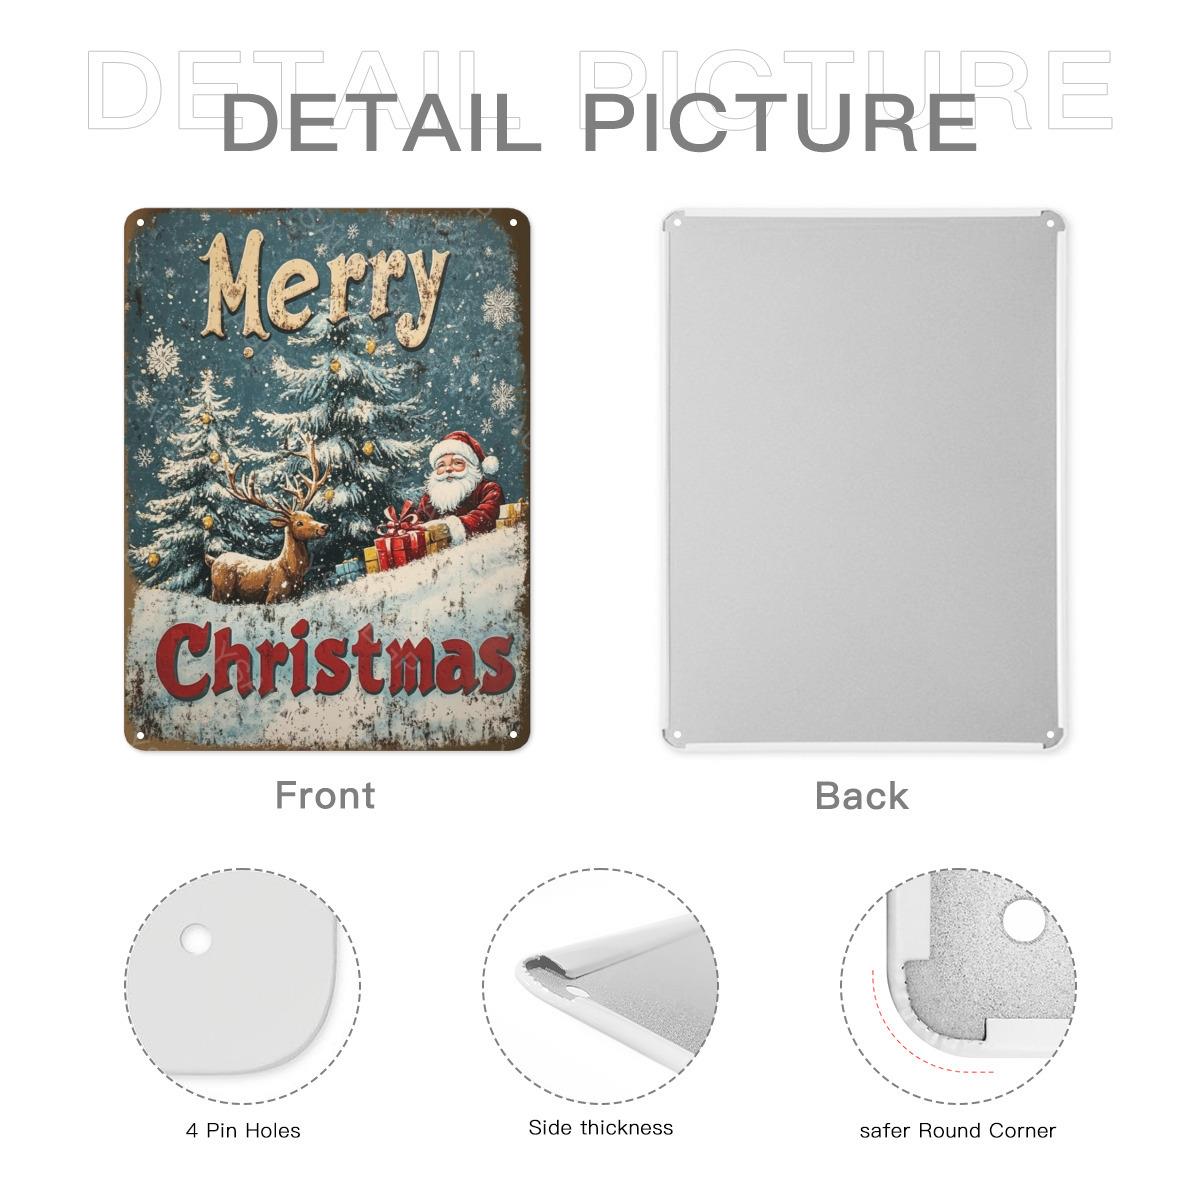 DETAIL PICTURE
DETAIL PICTURE
Merry
Christmas
Front
Back
4 Pin Holes
Side thickness
safer Round Corner